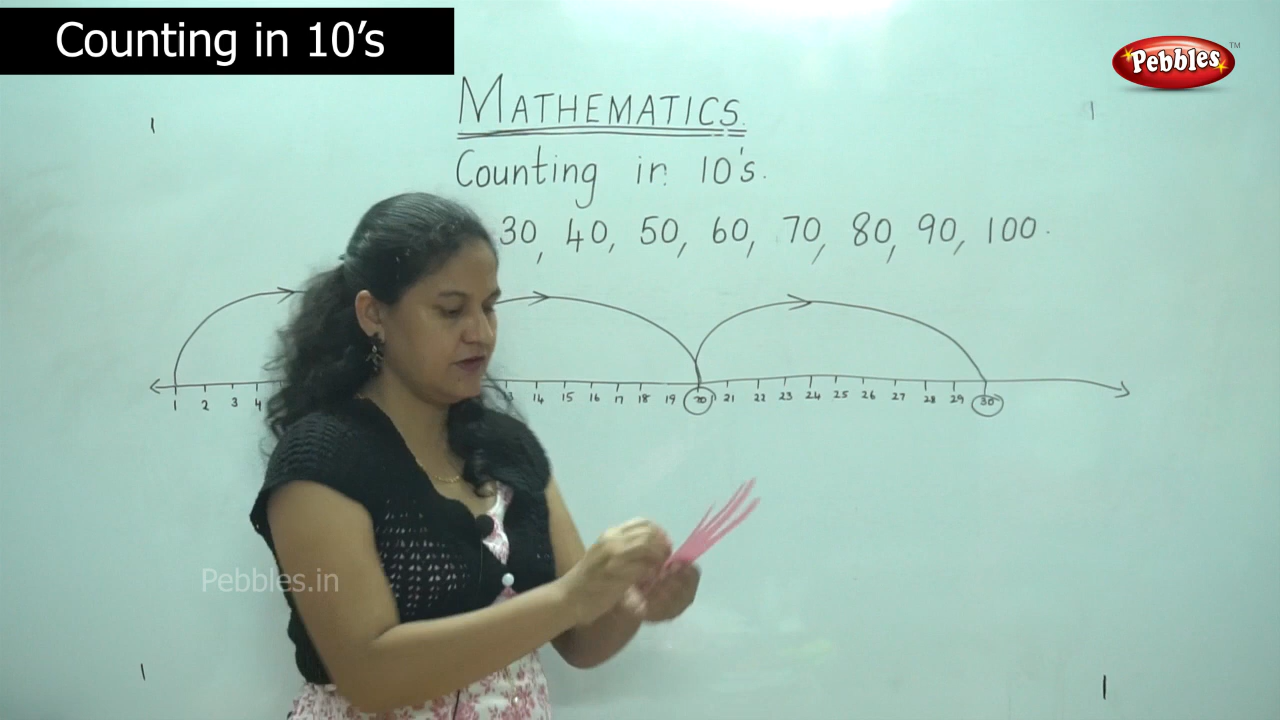 Counting in 10's
Pebbles™
MATHEMATICS.
Counting in 10's.
30, 40, 50, 60, 70, 80, 90, 100.
1 2 3 4 13 14 15 16 17 18 19 20 21 22 23 24 25 26 27 28 29 30
Pebbles.in